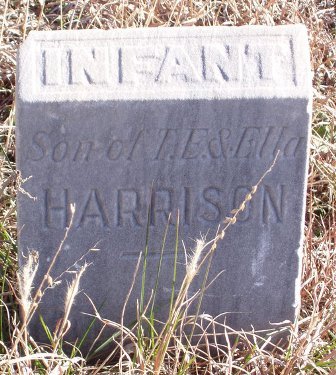 INFANT
Son of T.E.& Ella
HARRISON